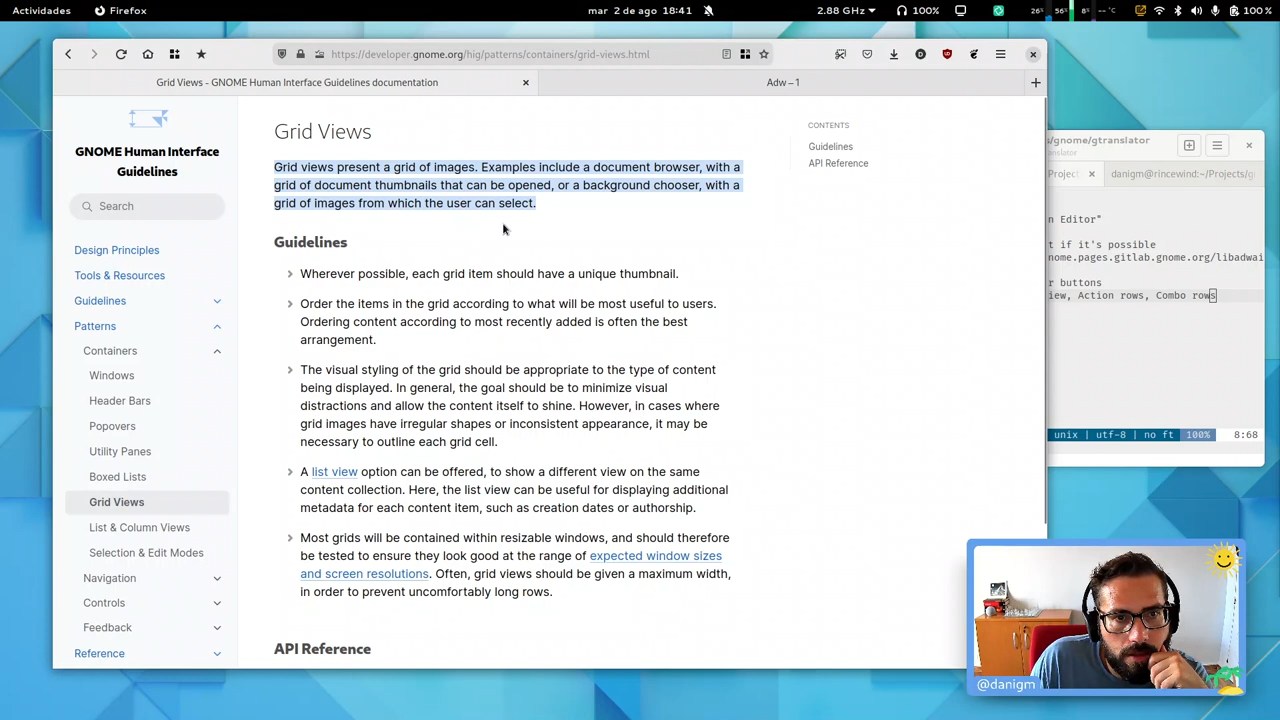 Actividades
Firefox
mar 2 de ago 18:41
2.88 GHz
100%
26%
56%
8%
--°C
100 %
https://developer.gnome.org/hig/patterns/containers/grid-views.html
Grid Views - GNOME Human Interface Guidelines documentation
Adw – 1
GNOME Human Interface
Guidelines
Search
Design Principles
Tools & Resources
Guidelines
Patterns
Containers
Windows
Header Bars
Popovers
Utility Panes
Boxed Lists
Grid Views
List & Column Views
Selection & Edit Modes
Navigation
Controls
Feedback
Reference
Grid Views
Grid views present a grid of images. Examples include a document browser, with a
grid of document thumbnails that can be opened, or a background chooser, with a
grid of images from which the user can select.
Guidelines
Wherever possible, each grid item should have a unique thumbnail.
Order the items in the grid according to what will be most useful to users.
Ordering content according to most recently added is often the best
arrangement.
The visual styling of the grid should be appropriate to the type of content
being displayed. In general, the goal should be to minimize visual
distractions and allow the content itself to shine. However, in cases where
grid images have irregular shapes or inconsistent appearance, it may be
necessary to outline each grid cell.
A list view option can be offered, to show a different view on the same
content collection. Here, the list view can be useful for displaying additional
metadata for each content item, such as creation dates or authorship.
Most grids will be contained within resizable windows, and should therefore
be tested to ensure they look good at the range of expected window sizes
and screen resolutions. Often, grid views should be given a maximum width,
in order to prevent uncomfortably long rows.
API Reference
CONTENTS
Guidelines
API Reference
s/gnome/gtranslator
anslator
Project
danigm@rincewind:~/Projects/g
n Editor"
t if it's possible
nome.pages.gitlab.gnome.org/libadwai
r buttons
iew, Action rows, Combo rows
unix | utf-8 | no ft
100%
8:68
@danigm